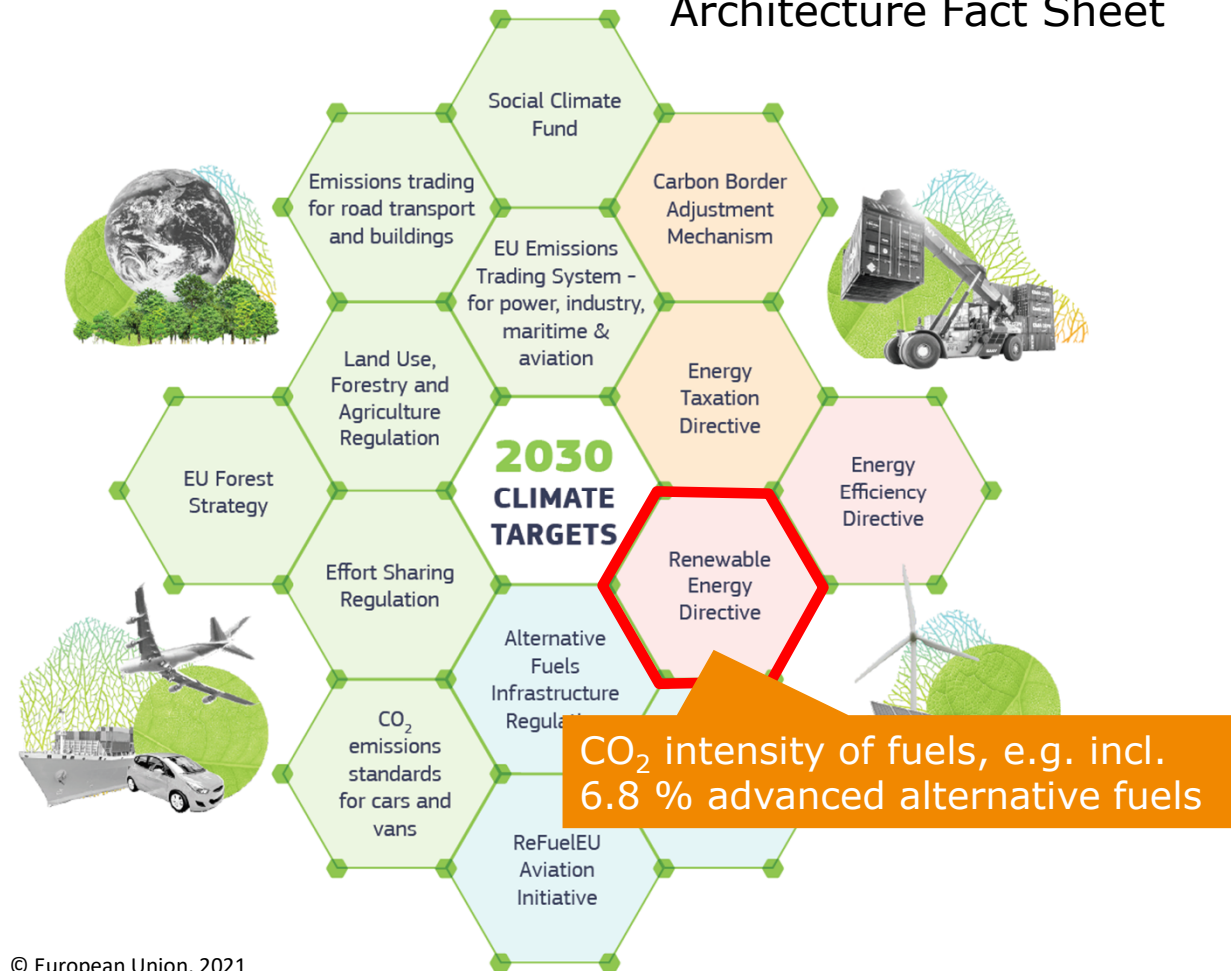 Architecture Fact Sheet
Social Climate
Fund
Emissions trading
for road transport
and buildings
Carbon Border
Adjustment
Mechanism
EU Emissions
Trading System -
for power, industry,
maritime &
aviation
Land Use,
Forestry and
Agriculture
Regulation
Energy
Taxation
Directive
2030
CLIMATE
TARGETS
EU Forest
Strategy
Energy
Efficiency
Directive
Renewable
Energy
Directive
Effort Sharing
Regulation
Alternative
Fuels
Infrastructure
CO₂
emissions
standards
for cars and
vans
CO₂ intensity of fuels, e.g. incl.
6.8 % advanced alternative fuels
ReFuelEU
Aviation
Initiative
© European Union, 2021